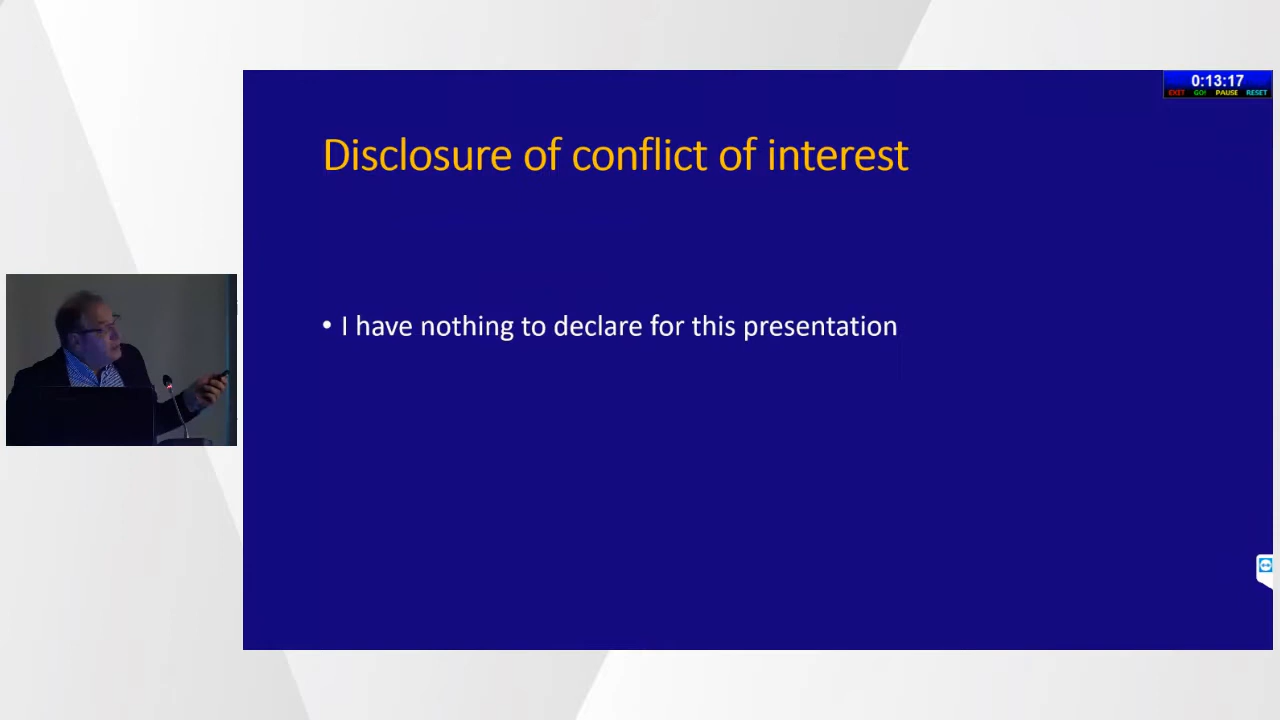 0:13:17
EXIT GO! PAUSE RESET
Disclosure of conflict of interest
• I have nothing to declare for this presentation